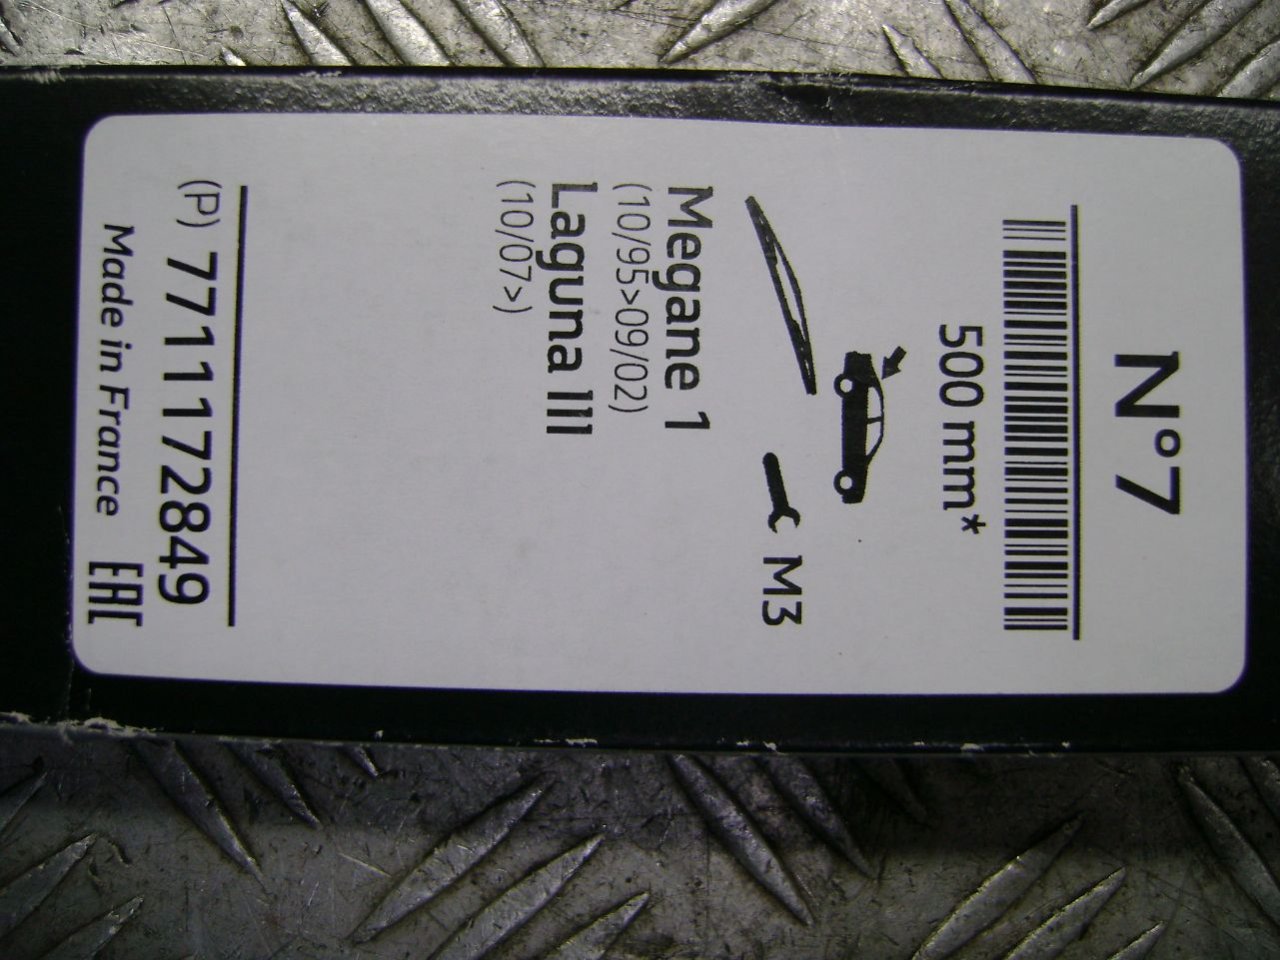 N°7
500 mm*
M3
Megane 1
(10/95>09/02)
Laguna III
(10/07>)
(P) 7711172849
Made in France EAC